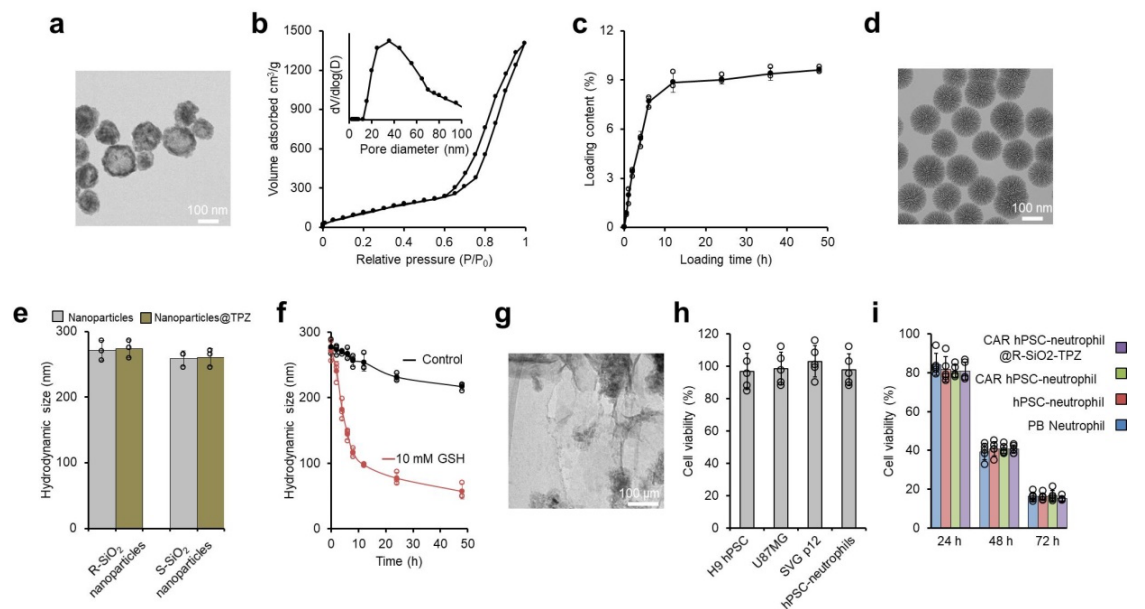 a
100 nm
b
Volume adsorbed cm³/g
1500
1200
900
600
300
0
0
0.2
0.4
0.6
0.8
1
Relative pressure (P/P₀)
dV/dlog(D)
0
20
40
60
80
100
Pore diameter (nm)
c
Loading content (%)
12
9
6
3
0
0
10
20
30
40
50
Loading time (h)
d
100 nm
e
Nanoparticles
Nanoparticles@TPZ
Hydrodynamic size (nm)
300
200
100
0
R-SiO₂
nanoparticles
S-SiO₂
nanoparticles
f
Hydrodynamic size (nm)
300
200
100
0
Control
10 mM GSH
0
10
20
30
40
50
Time (h)
g
100 μm
h
Cell viability (%)
120
100
80
60
40
20
0
H9 hPSC
U87MG
SVG p12
hPSC-neutrophils
i
Cell viability (%)
100
80
60
40
20
0
CAR hPSC-neutrophil
@R-SiO2-TPZ
CAR hPSC-neutrophil
hPSC-neutrophil
PB Neutrophil
24 h
48 h
72 h